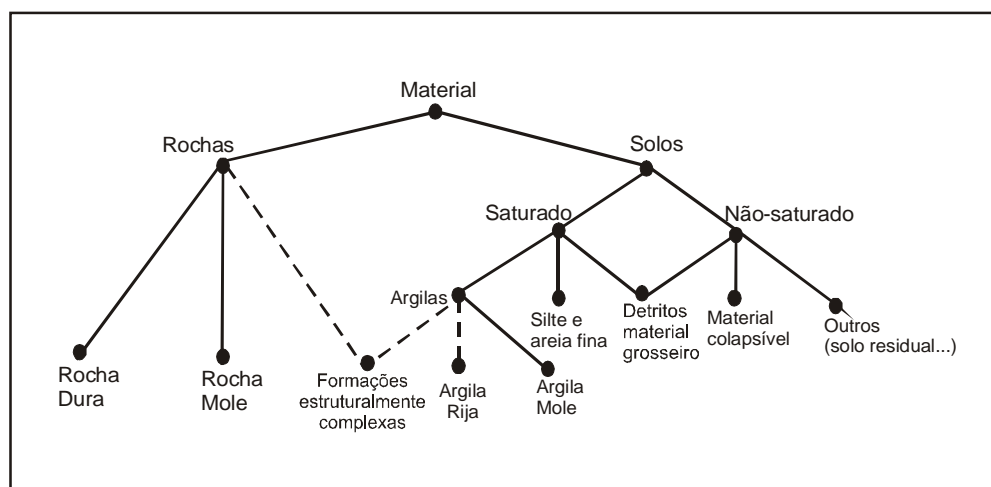 Material
Rochas
Solos
Saturado
Não-saturado
Argilas
Silte e
areia fina
Detritos
material
grosseiro
Material
colapsível
Outros
(solo residual...)
Rocha
Dura
Rocha
Mole
Formações
estruturalmente
complexas
Argila
Rija
Argila
Mole